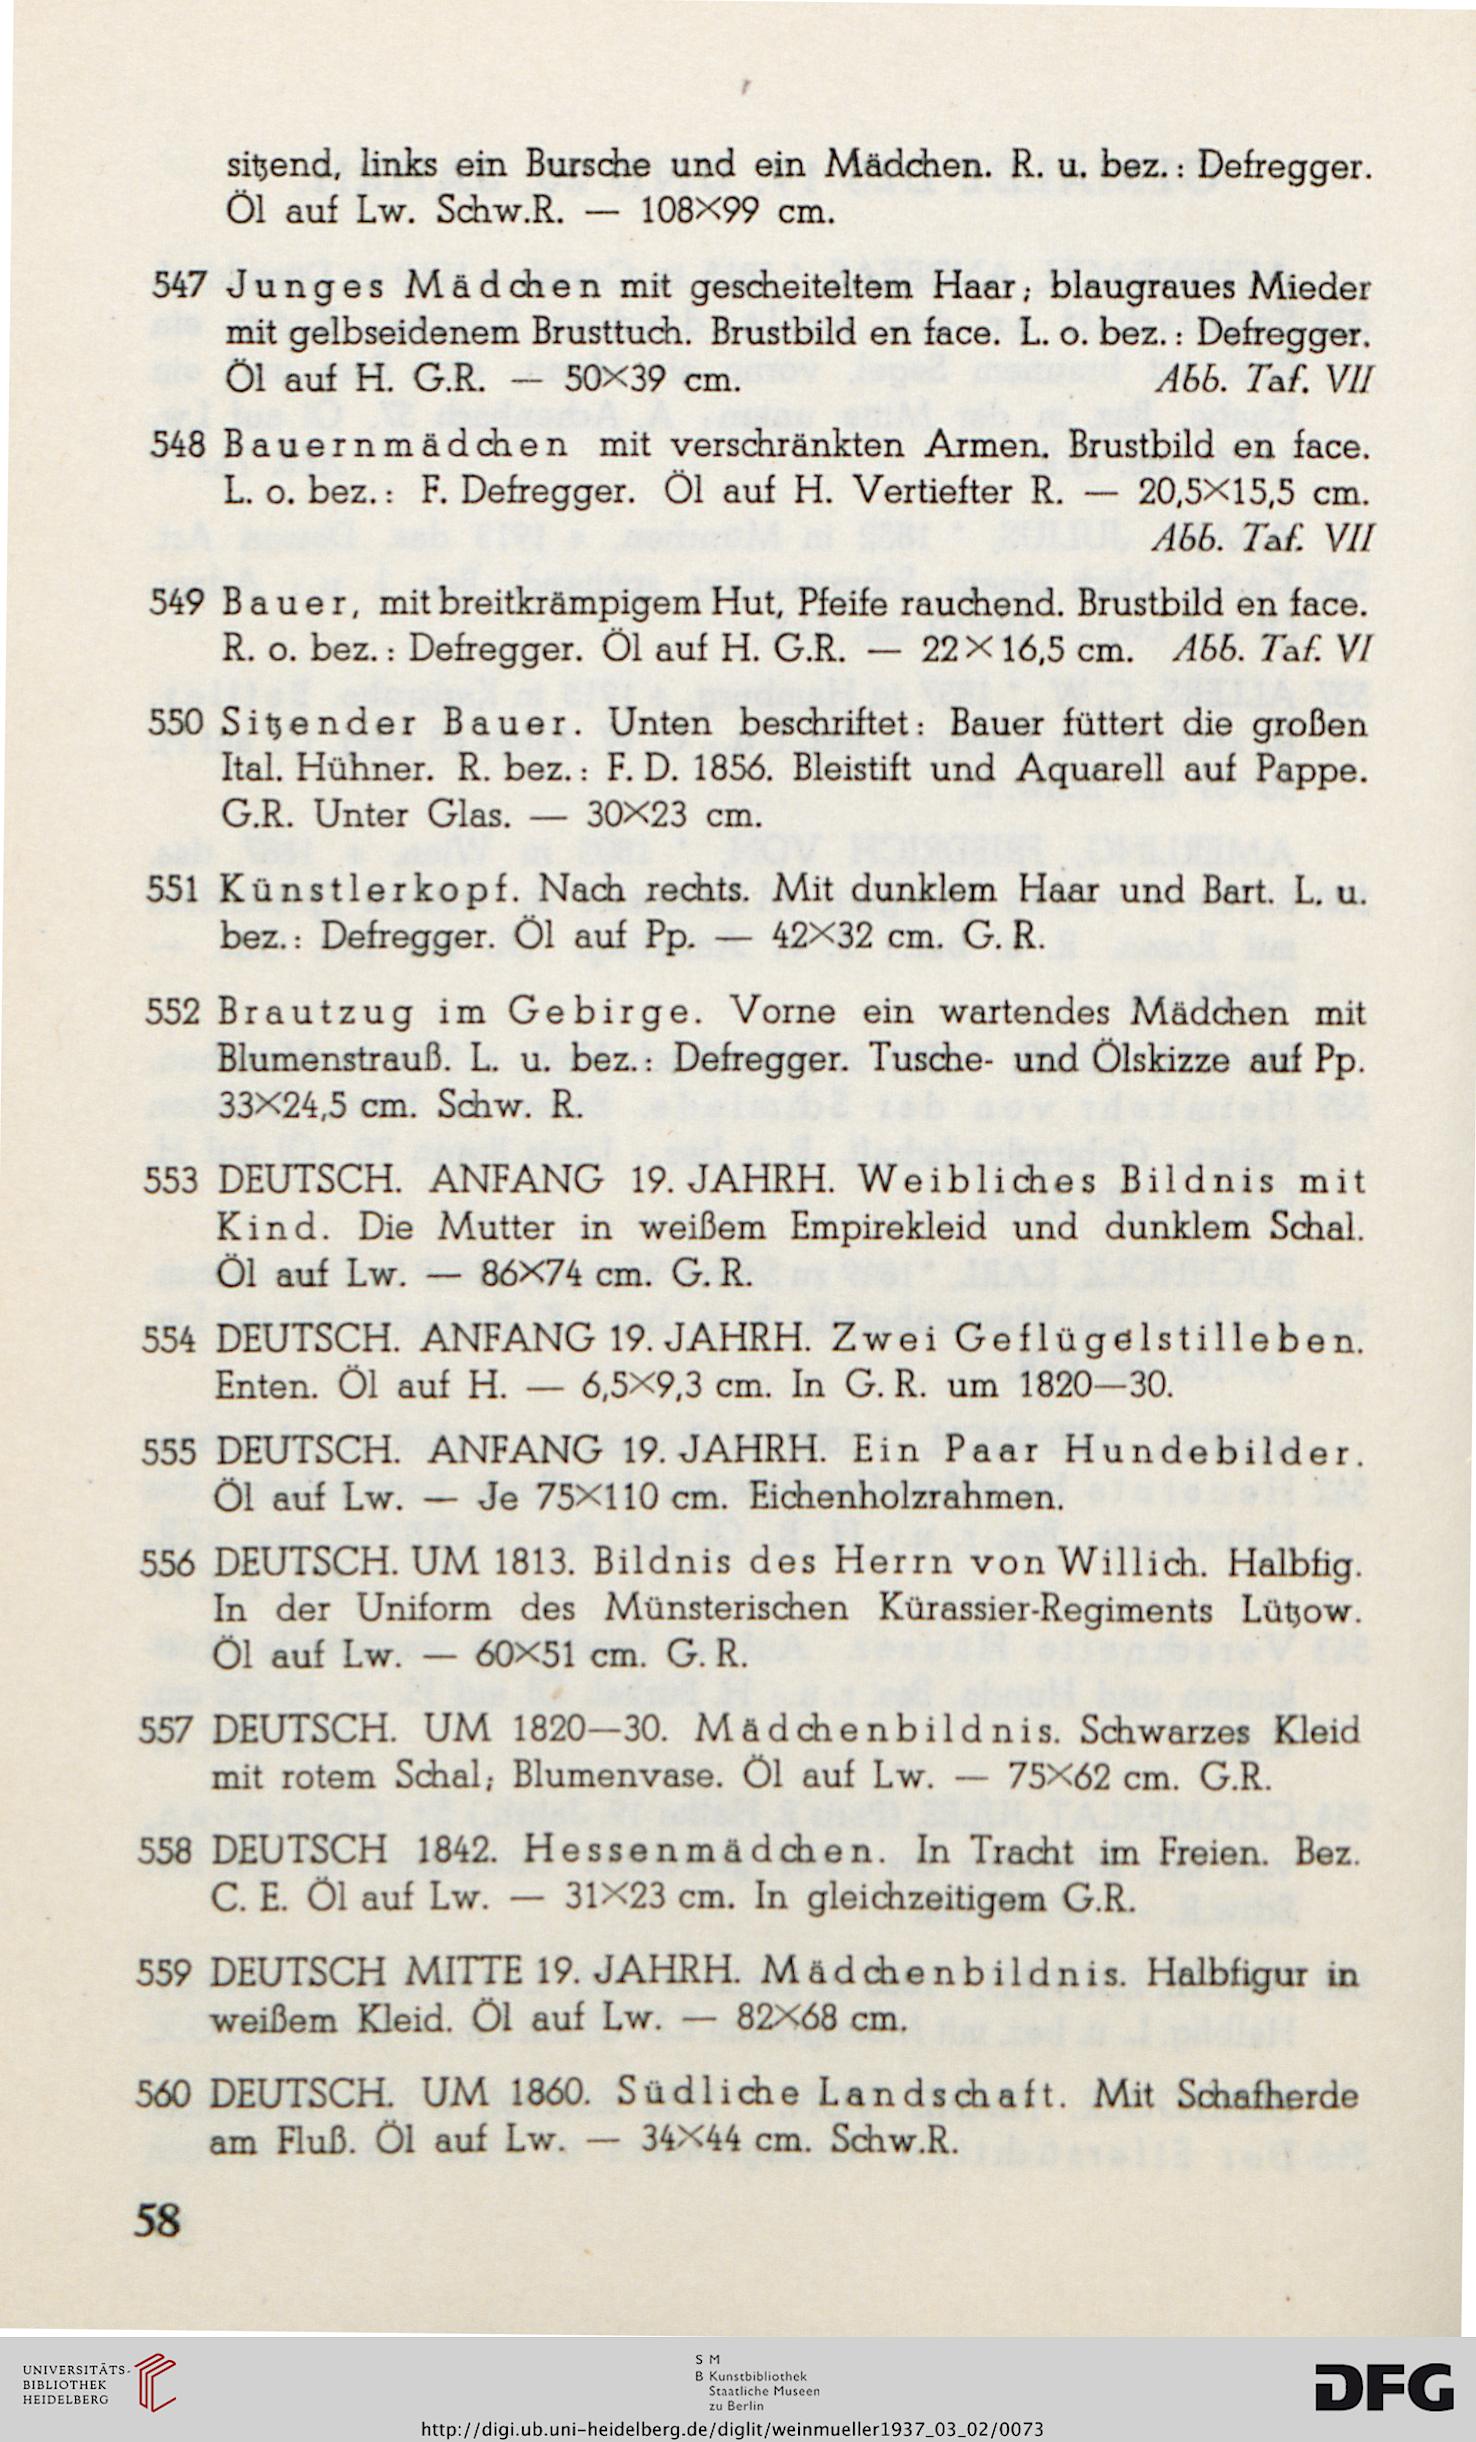 sitzend, links ein Bursche und ein Mädchen. R. u. bez.: Defregger.
Öl auf Lw. Schw.R. — 108×99 cm.
547 Junges Mädchen mit gescheiteltem Haar; blaugraues Mieder
mit gelbseidenem Brusttuch. Brustbild en face. L. o. bez.: Defregger.
Öl auf H. G.R. — 50×39 cm. Abb. Taf. VII
548 Bauernmädchen mit verschränkten Armen. Brustbild en face.
L. o. bez.: F. Defregger. Öl auf H. Vertiefter R. — 20,5×15,5 cm.
Abb. Taf. VII
549 Bauer, mit breitkrämpigem Hut, Pfeife rauchend. Brustbild en face.
R. o. bez.: Defregger. Öl auf H. G.R. — 22×16,5 cm. Abb. Taf. VI
550 Sitzender Bauer. Unten beschriftet: Bauer füttert die großen
Ital. Hühner. R. bez.: F. D. 1856. Bleistift und Aquarell auf Pappe.
G.R. Unter Glas. — 30×23 cm.
551 Künstlerkopf. Nach rechts. Mit dunklem Haar und Bart. L. u.
bez.: Defregger. Öl auf Pp. — 42×32 cm. G. R.
552 Brautzug im Gebirge. Vorne ein wartendes Mädchen mit
Blumenstrauß. L. u. bez.: Defregger. Tusche- und Ölskizze auf Pp.
33×24,5 cm. Schw. R.
553 DEUTSCH. ANFANG 19. JAHRH. Weibliches Bildnis mit
Kind. Die Mutter in weißem Empirekleid und dunklem Schal.
Öl auf Lw. — 86×74 cm. G. R.
554 DEUTSCH. ANFANG 19. JAHRH. Zwei Geflügelstilleben.
Enten. Öl auf H. — 6,5×9,3 cm. In G. R. um 1820—30.
555 DEUTSCH. ANFANG 19. JAHRH. Ein Paar Hundebilder.
Öl auf Lw. — Je 75×110 cm. Eichenholzrahmen.
556 DEUTSCH. UM 1813. Bildnis des Herrn von Willich. Halbfig.
In der Uniform des Münsterischen Kürassier-Regiments Lützow.
Öl auf Lw. — 60×51 cm. G. R.
557 DEUTSCH. UM 1820—30. Mädchenbildnis. Schwarzes Kleid
mit rotem Schal; Blumenvase. Öl auf Lw. — 75×62 cm. G.R.
558 DEUTSCH 1842. Hessenmädchen. In Tracht im Freien. Bez.
C. E. Öl auf Lw. — 31×23 cm. In gleichzeitigem G.R.
559 DEUTSCH MITTE 19. JAHRH. Mädchenbildnis. Halbfigur in
weißem Kleid. Öl auf Lw. — 82×68 cm.
560 DEUTSCH. UM 1860. Südliche Landschaft. Mit Schafherde
am Fluß. Öl auf Lw. — 34×44 cm. Schw.R.
58
UNIVERSITÄTS-
BIBLIOTHEK
HEIDELBERG
S M
B Kunstbibliothek
Staatliche Museen
zu Berlin
DFG
http://digi.ub.uni-heidelberg.de/diglit/weinmueller1937_03_02/0073